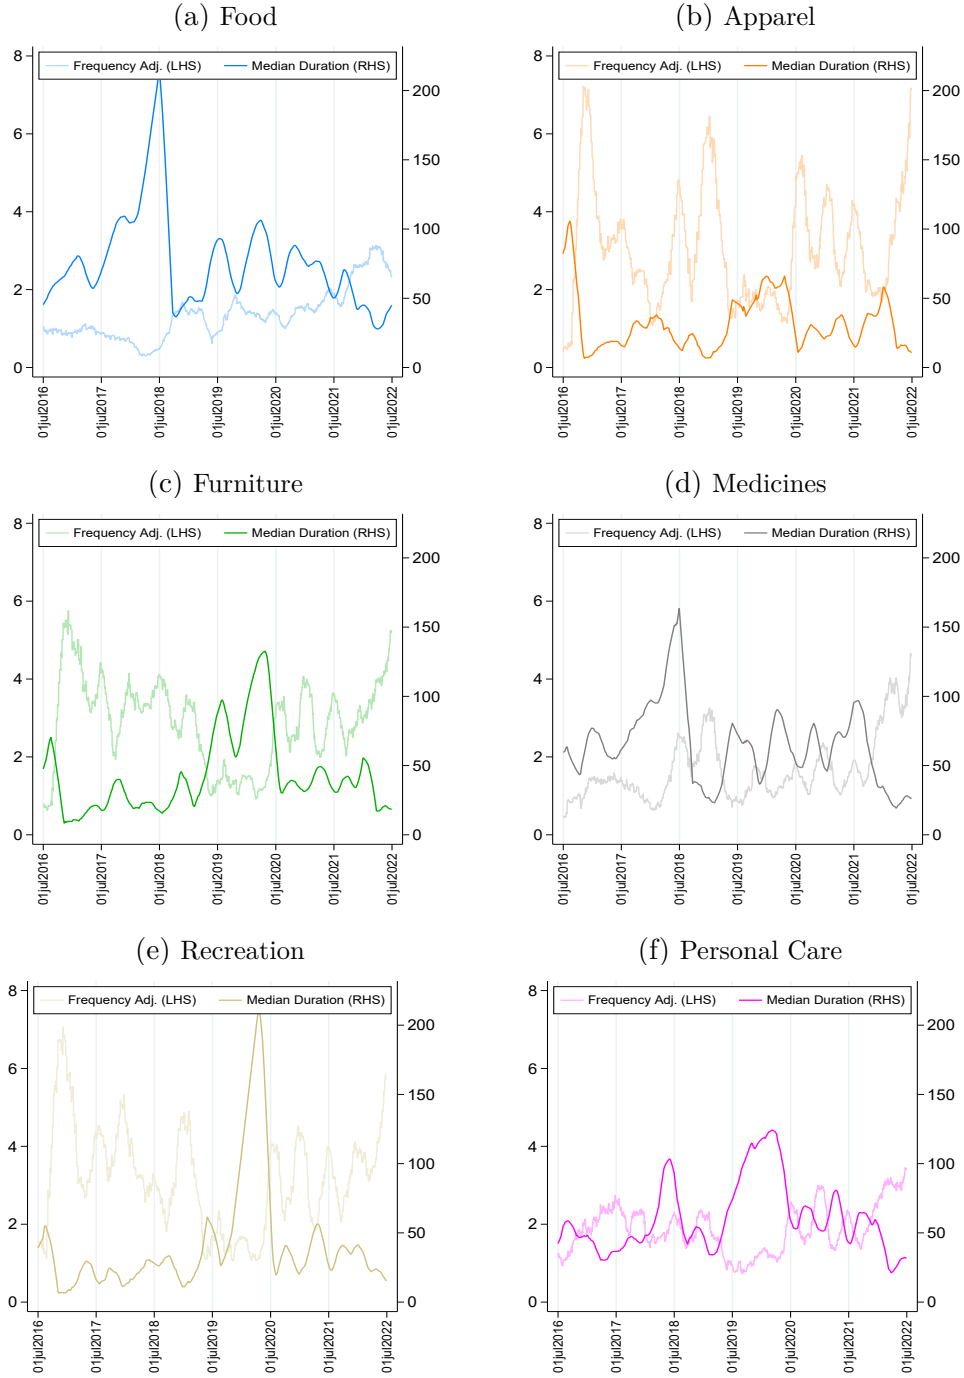 (a) Food
(b) Apparel
Frequency Adj. (LHS) Median Duration (RHS)
Frequency Adj. (LHS) Median Duration (RHS)
8
6
4
2
0
200
150
100
50
0
01jul2016
01jul2017
01jul2018
01jul2019
01jul2020
01jul2021
01jul2022
8
6
4
2
0
200
150
100
50
0
01jul2016
01jul2017
01jul2018
01jul2019
01jul2020
01jul2021
01jul2022
(c) Furniture
(d) Medicines
Frequency Adj. (LHS) Median Duration (RHS)
Frequency Adj. (LHS) Median Duration (RHS)
8
6
4
2
0
200
150
100
50
0
01jul2016
01jul2017
01jul2018
01jul2019
01jul2020
01jul2021
01jul2022
8
6
4
2
0
200
150
100
50
0
01jul2016
01jul2017
01jul2018
01jul2019
01jul2020
01jul2021
01jul2022
(e) Recreation
(f) Personal Care
Frequency Adj. (LHS) Median Duration (RHS)
Frequency Adj. (LHS) Median Duration (RHS)
8
6
4
2
0
200
150
100
50
0
01jul2016
01jul2017
01jul2018
01jul2019
01jul2020
01jul2021
01jul2022
8
6
4
2
0
200
150
100
50
0
01jul2016
01jul2017
01jul2018
01jul2019
01jul2020
01jul2021
01jul2022